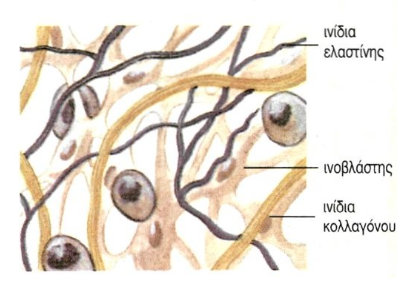 ινίδια
ελαστίνης
ινοβλάστης
ινίδια
κολλαγόνου